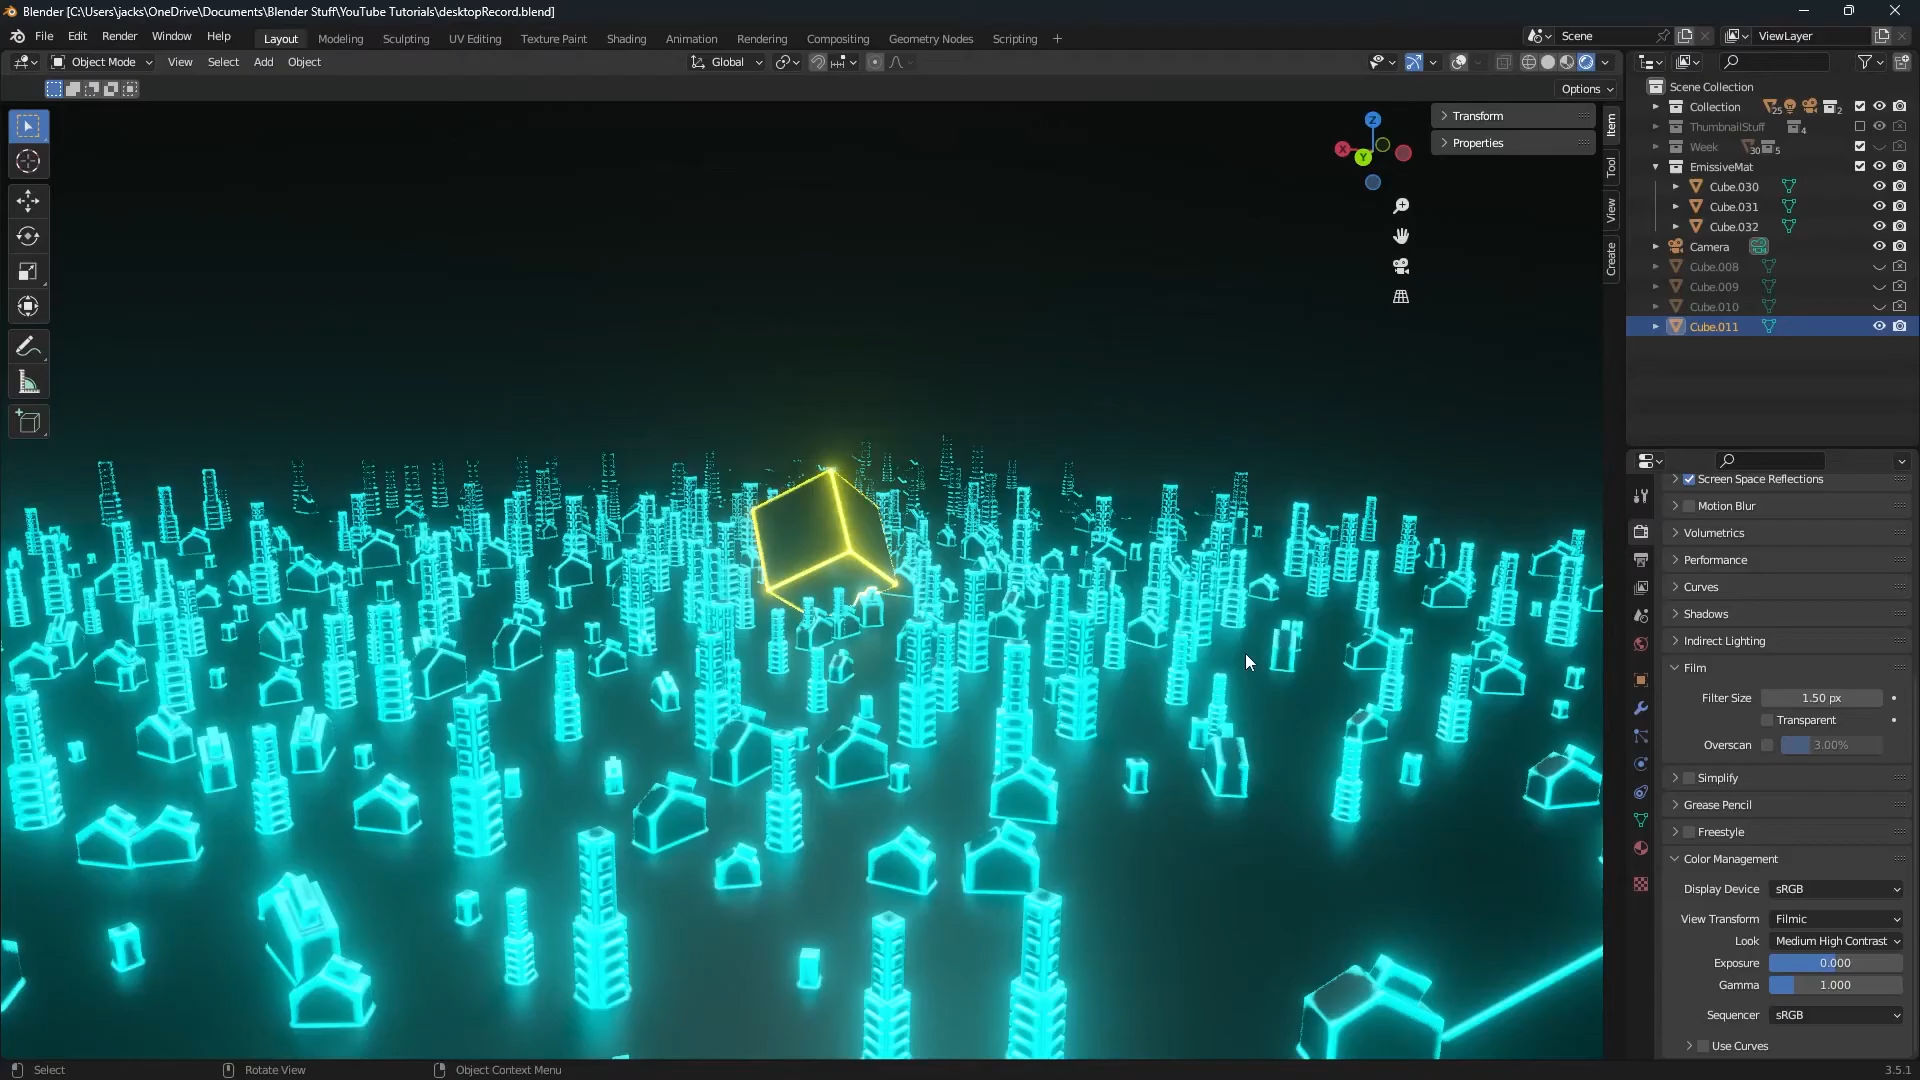 Blender [C:\Users\jacks\OneDrive\Documents\Blender Stuff\YouTube Tutorials\desktopRecord.blend]
File Edit Render Window Help Layout Modeling Sculpting UV Editing Texture Paint Shading Animation Rendering Compositing Geometry Nodes Scripting + Scene ViewLayer
Object Mode View Select Add Object Global
Options
Transform
Properties
Item
Tool
View
Create
Z
X
Y
Scene Collection
Collection 25 2
ThumbnailStuff 4
Week 30 5
EmissiveMat
Cube.030
Cube.031
Cube.032
Camera
Cube.008
Cube.009
Cube.010
Cube.011
Screen Space Reflections
Motion Blur
Volumetrics
Performance
Curves
Shadows
Indirect Lighting
Film
Filter Size 1.50 px
Transparent
Overscan 3.00%
Simplify
Grease Pencil
Freestyle
Color Management
Display Device sRGB
View Transform Filmic
Look Medium High Contrast
Exposure 0.000
Gamma 1.000
Sequencer sRGB
Use Curves
Select Rotate View Object Context Menu 3.5.1